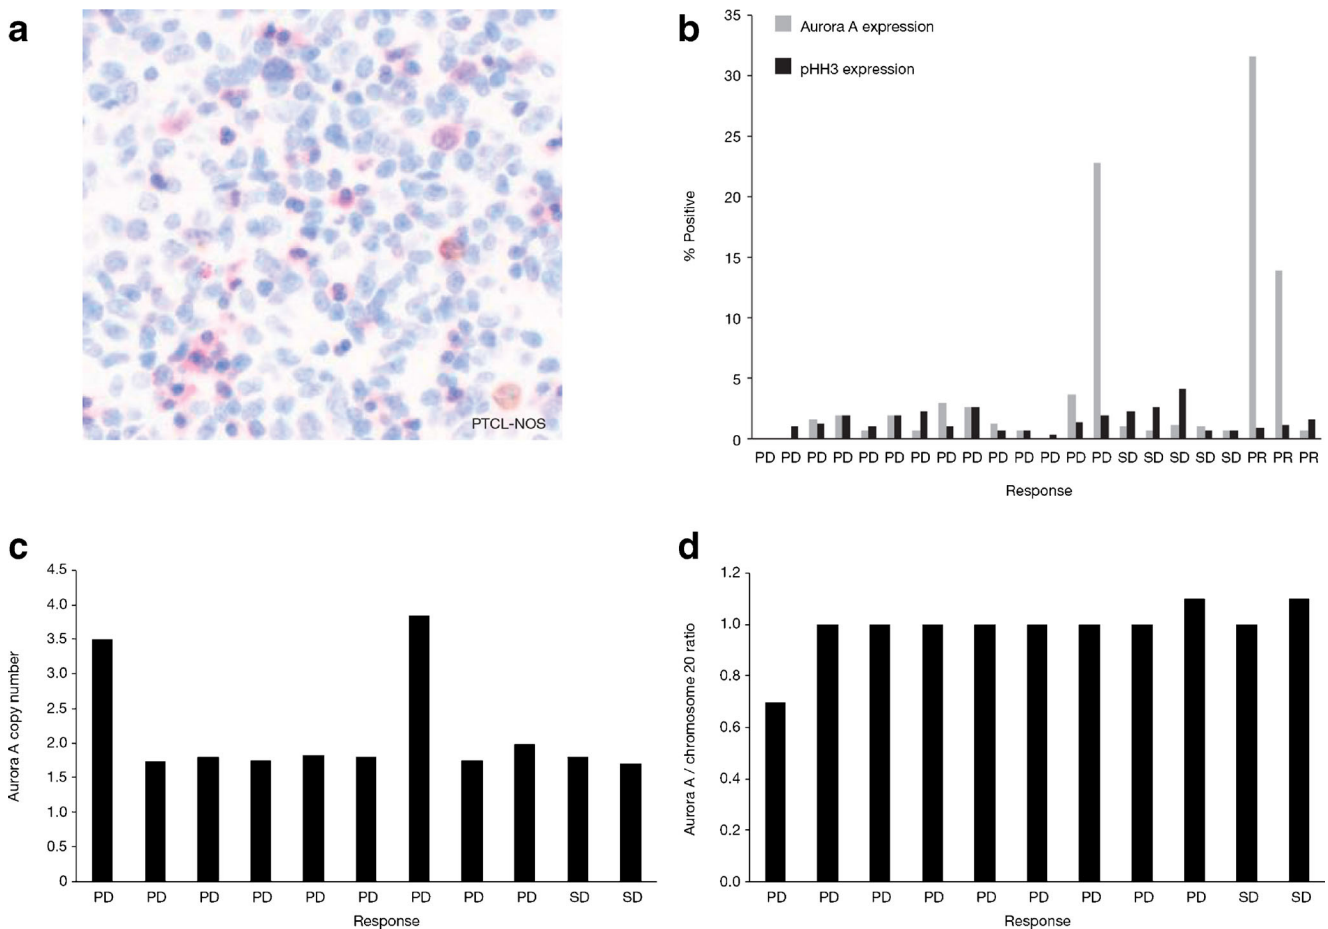 a
PTCL-NOS
b
Aurora A expression
pHH3 expression
% Positive
35
30
25
20
15
10
5
0
PD PD PD PD PD PD PD PD PD PD PD PD PD PD SD SD SD SD SD PR PR PR
Response
c
Aurora A copy number
4.5
4.0
3.5
3.0
2.5
2.0
1.5
1.0
0.5
0
PD PD PD PD PD PD PD PD PD SD SD
Response
d
Aurora A / chromosome 20 ratio
1.2
1.0
0.8
0.6
0.4
0.2
0.0
PD PD PD PD PD PD PD PD PD SD SD
Response